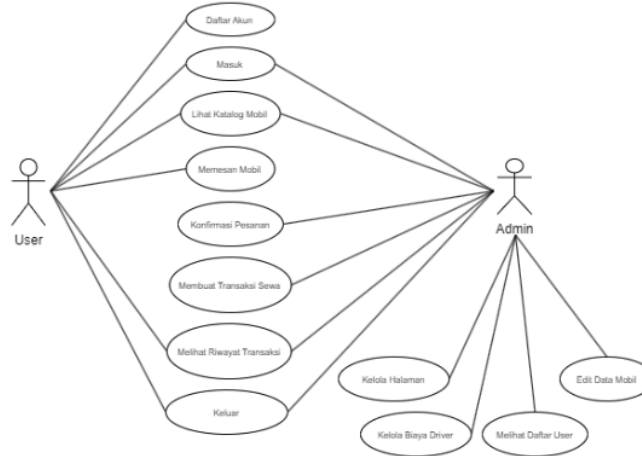 Daftar Akun
Masuk
Lihat Katalog Mobil
Memesan Mobil
User
Admin
Konfirmasi Pesanan
Membuat Transaksi Sewa
Melihat Riwayat Transaksi
Kelola Halaman
Edit Data Mobil
Keluar
Kelola Biaya Driver
Melihat Daftar User